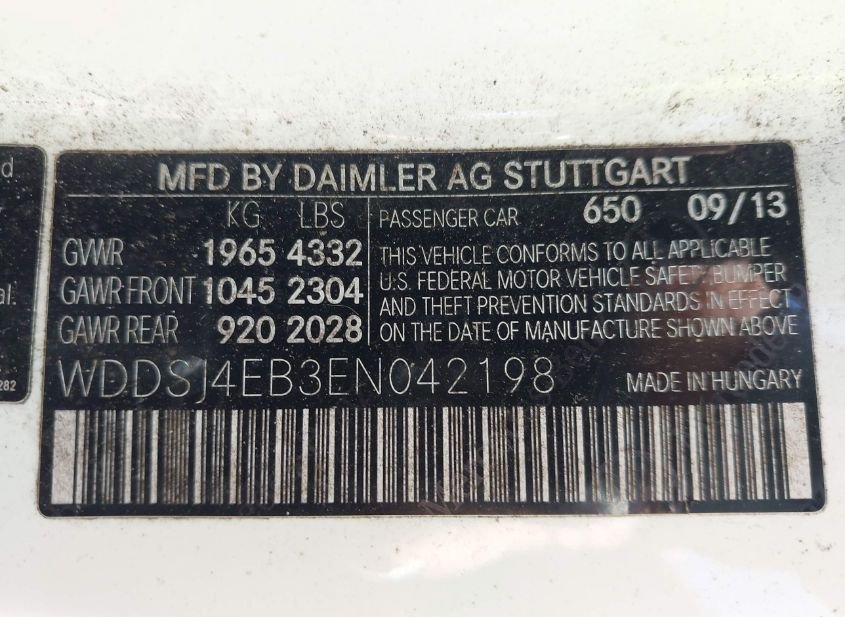 MFD BY DAIMLER AG STUTTGART
KG LBS
GWWR 1965 4332
GAWR FRONT 1045 2304
GAWR REAR 920 2028
PASSENGER CAR 650 09/13
THIS VEHICLE CONFORMS TO ALL APPLICABLE
U.S. FEDERAL MOTOR VEHICLE SAFETY BUMPER
AND THEFT PREVENTION STANDARDS IN EFFECT
ON THE DATE OF MANUFACTURE SHOWN ABOVE
WDDSJ4EB3EN042198 MADE IN HUNGARY
282